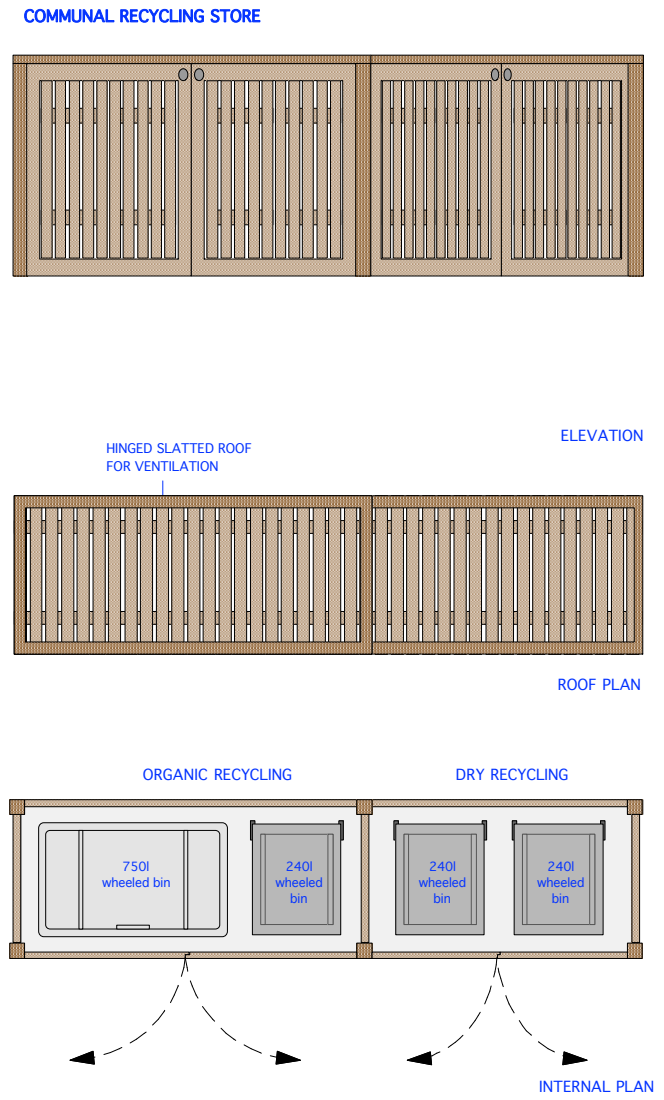 COMMUNAL RECYCLING STORE
ELEVATION
HINGED SLATTED ROOF
FOR VENTILATION
ROOF PLAN
ORGANIC RECYCLING
DRY RECYCLING
750l
wheeled bin
240l
wheeled
bin
240l
wheeled
bin
240l
wheeled
bin
INTERNAL PLAN